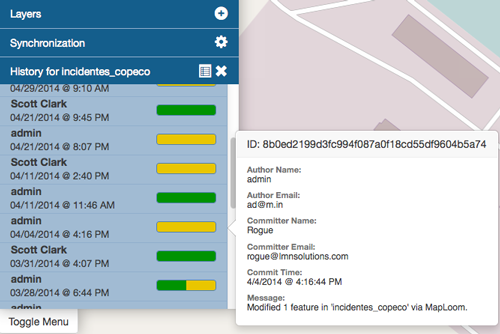 Layers
Synchronization
History for incidentes_copeco
04/29/2014 @ 9:10 AM
Scott Clark
04/21/2014 @ 9:45 PM
admin
04/21/2014 @ 8:07 PM
Scott Clark
04/11/2014 @ 2:40 PM
admin
04/11/2014 @ 11:46 AM
admin
04/04/2014 @ 4:16 PM
Scott Clark
03/31/2014 @ 4:07 PM
admin
03/28/2014 @ 6:44 PM
Toggle Menu
ID: 8b0ed2199d3fc994f087a0f18cd55df9604b5a74
Author Name:
admin
Author Email:
ad@m.in
Committer Name:
Rogue
Committer Email:
rogue@lmnsolutions.com
Commit Time:
4/4/2014 @ 4:16:44 PM
Message:
Modified 1 feature in 'incidentes_copeco' via MapLoom.